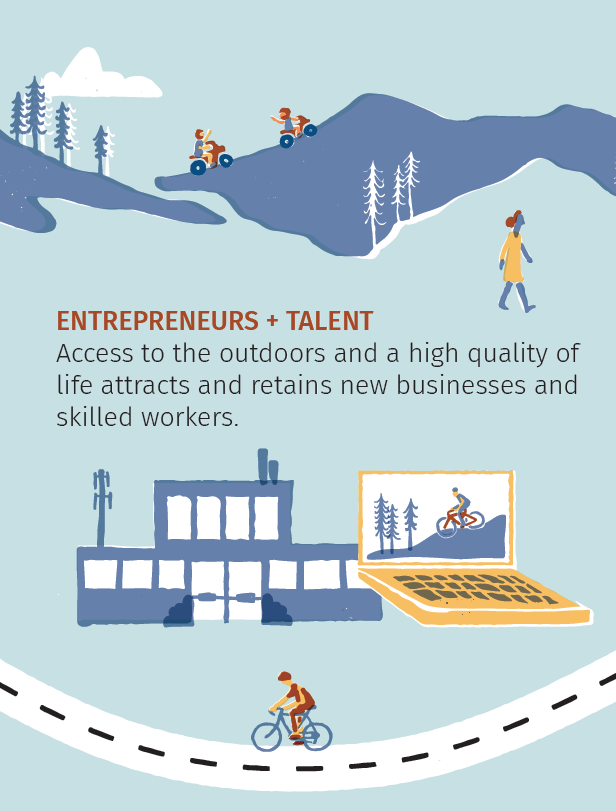 ENTREPRENEURS + TALENT
Access to the outdoors and a high quality of
life attracts and retains new businesses and
skilled workers.